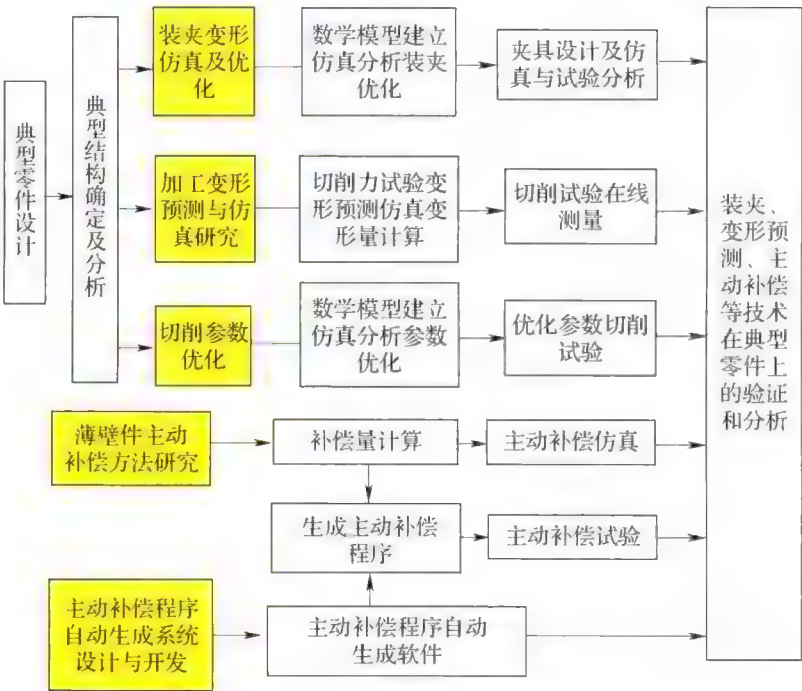 典型零件设计
典型结构确定及分析
装夹变形
仿真及优
化
数学模型建立
仿真分析装夹
优化
夹具设计及仿
真与试验分析
加工变形
预测与仿
真研究
切削力试验变
形预测仿真变
形量计算
切削试验在线
测量
切削参数
优化
数学模型建立
仿真分析参数
优化
优化参数切削
试验
薄壁件主动
补偿方法研究
补偿量计算
主动补偿仿真
生成主动补偿
程序
主动补偿试验
主动补偿程序
自动生成系统
设计与开发
主动补偿程序自动
生成软件
装夹、
变形预
测、主
动补偿
等技术
在典型
零件上
的验证
和分析